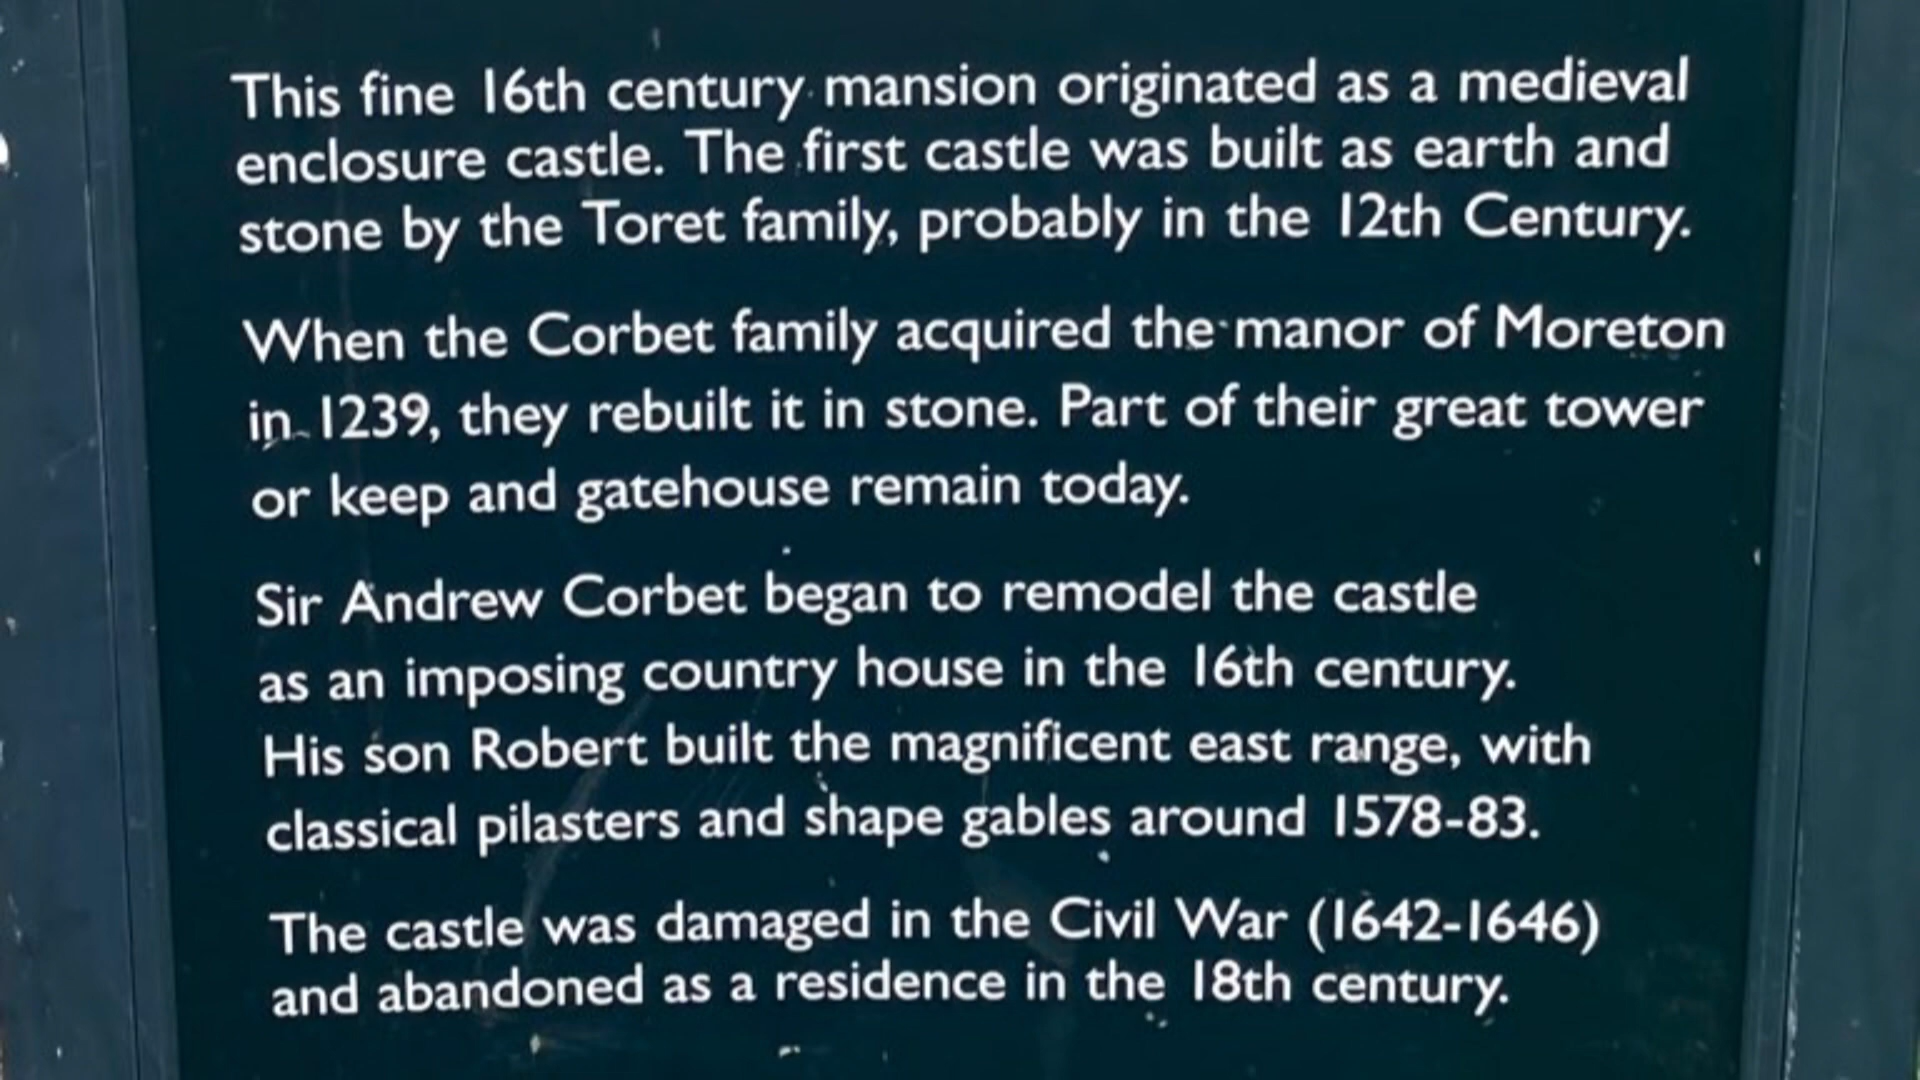 This fine 16th century mansion originated as a medieval
enclosure castle. The first castle was built as earth and
stone by the Toret family, probably in the 12th Century.
When the Corbet family acquired the manor of Moreton
in 1239, they rebuilt it in stone. Part of their great tower
or keep and gatehouse remain today.
Sir Andrew Corbet began to remodel the castle
as an imposing country house in the 16th century.
His son Robert built the magnificent east range, with
classical pilasters and shape gables around 1578-83.
The castle was damaged in the Civil War (1642-1646)
and abandoned as a residence in the 18th century.